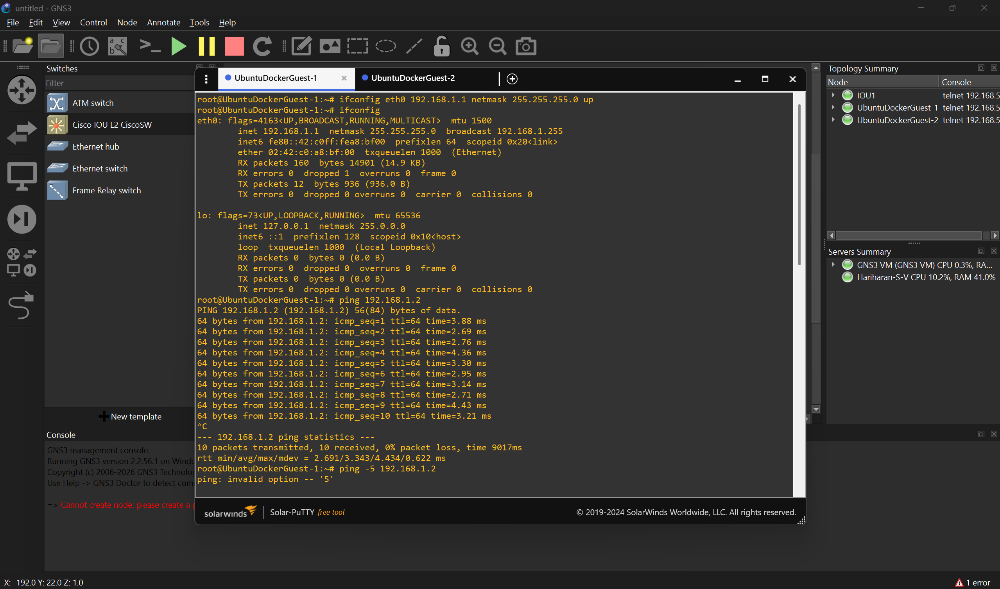 untitled - GNS3
File Edit View Control Node Annotate Tools Help
Switches
Filter
ATM switch
Cisco IOU L2 CiscoSW
Ethernet hub
Ethernet switch
Frame Relay switch
New template
UbuntuDockerGuest-1
UbuntuDockerGuest-2
root@UbuntuDockerGuest-1:~# ifconfig eth0 192.168.1.1 netmask 255.255.255.0 up
root@UbuntuDockerGuest-1:~# ifconfig
eth0: flags=4163<UP,BROADCAST,RUNNING,MULTICAST>  mtu 1500
inet 192.168.1.1  netmask 255.255.255.0  broadcast 192.168.1.255
inet6 fe80::42:c0ff:fea8:bf00  prefixlen 64  scopeid 0x20<link>
ether 02:42:c0:a8:bf:00  txqueuelen 1000  (Ethernet)
RX packets 160  bytes 14901 (14.9 KB)
RX errors 0  dropped 1  overruns 0  frame 0
TX packets 12  bytes 936 (936.0 B)
TX errors 0  dropped 0 overruns 0  carrier 0  collisions 0
lo: flags=73<UP,LOOPBACK,RUNNING>  mtu 65536
inet 127.0.0.1  netmask 255.0.0.0
inet6 ::1  prefixlen 128  scopeid 0x10<host>
loop  txqueuelen 1000  (Local Loopback)
RX packets 0  bytes 0 (0.0 B)
RX errors 0  dropped 0  overruns 0  frame 0
TX packets 0  bytes 0 (0.0 B)
TX errors 0  dropped 0 overruns 0  carrier 0  collisions 0
root@UbuntuDockerGuest-1:~# ping 192.168.1.2
PING 192.168.1.2 (192.168.1.2) 56(84) bytes of data.
64 bytes from 192.168.1.2: icmp_seq=1 ttl=64 time=3.88 ms
64 bytes from 192.168.1.2: icmp_seq=2 ttl=64 time=2.69 ms
64 bytes from 192.168.1.2: icmp_seq=3 ttl=64 time=2.76 ms
64 bytes from 192.168.1.2: icmp_seq=4 ttl=64 time=4.36 ms
64 bytes from 192.168.1.2: icmp_seq=5 ttl=64 time=3.30 ms
64 bytes from 192.168.1.2: icmp_seq=6 ttl=64 time=2.95 ms
64 bytes from 192.168.1.2: icmp_seq=7 ttl=64 time=3.14 ms
64 bytes from 192.168.1.2: icmp_seq=8 ttl=64 time=2.71 ms
64 bytes from 192.168.1.2: icmp_seq=9 ttl=64 time=4.43 ms
64 bytes from 192.168.1.2: icmp_seq=10 ttl=64 time=3.21 ms
^C
--- 192.168.1.2 ping statistics ---
10 packets transmitted, 10 received, 0% packet loss, time 9017ms
rtt min/avg/max/mdev = 2.691/3.343/4.434/0.622 ms
root@UbuntuDockerGuest-1:~# ping -5 192.168.1.2
ping: invalid option -- '5'
solarwinds
Solar-PuTTY free tool
© 2019-2024 SolarWinds Worldwide, LLC. All rights reserved.
Topology Summary
Node Console
IOU1 telnet 192.168.5
UbuntuDockerGuest-1 telnet 192.168.5
UbuntuDockerGuest-2 telnet 192.168.5
Servers Summary
GNS3 VM (GNS3 VM) CPU 0.3%, RA...
Hariharan-S-V CPU 10.2%, RAM 41.0%
Console
GNS3 management console.
Running GNS3 version 2.2.56.1 on Windo
Copyright (c) 2006-2026 GNS3 Technolog
Use Help -> GNS3 Doctor to detect com
=> Cannot create node: please create a p
X: -192.0 Y: 22.0 Z: 1.0
1 error